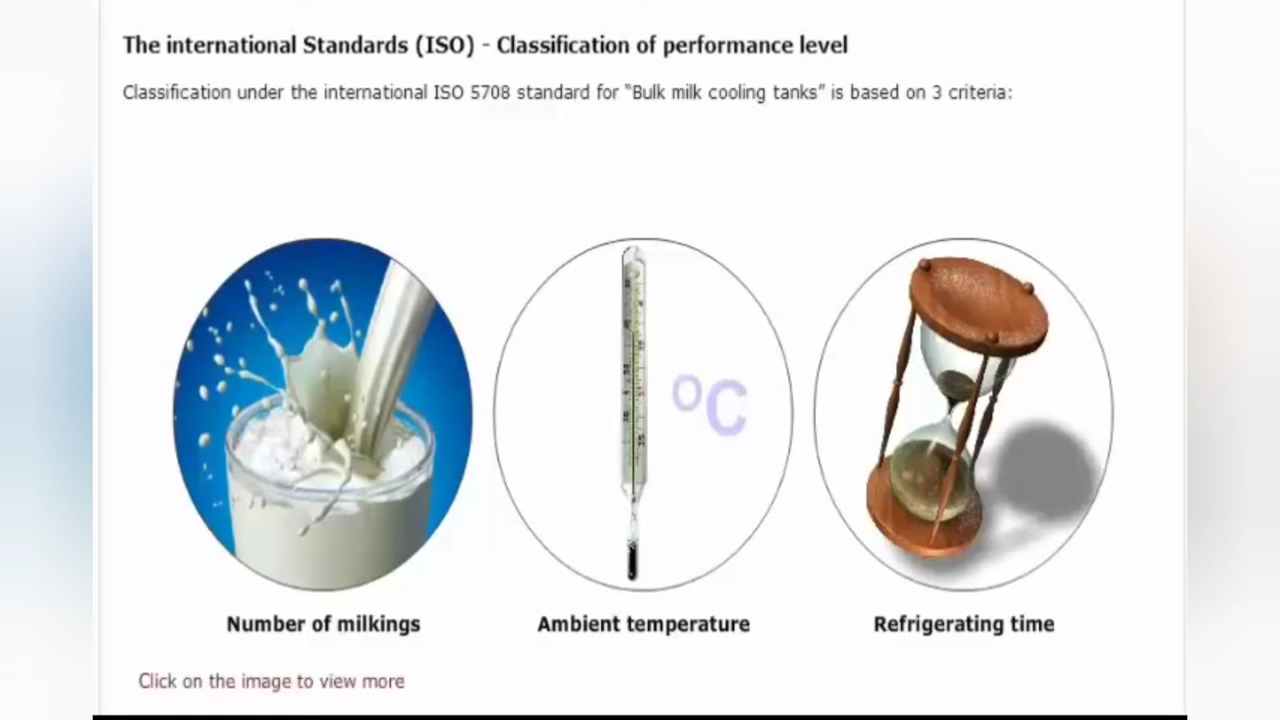 The international Standards (ISO) - Classification of performance level
Classification under the international ISO 5708 standard for "Bulk milk cooling tanks" is based on 3 criteria:
°C
Number of milkings
Ambient temperature
Refrigerating time
Click on the image to view more